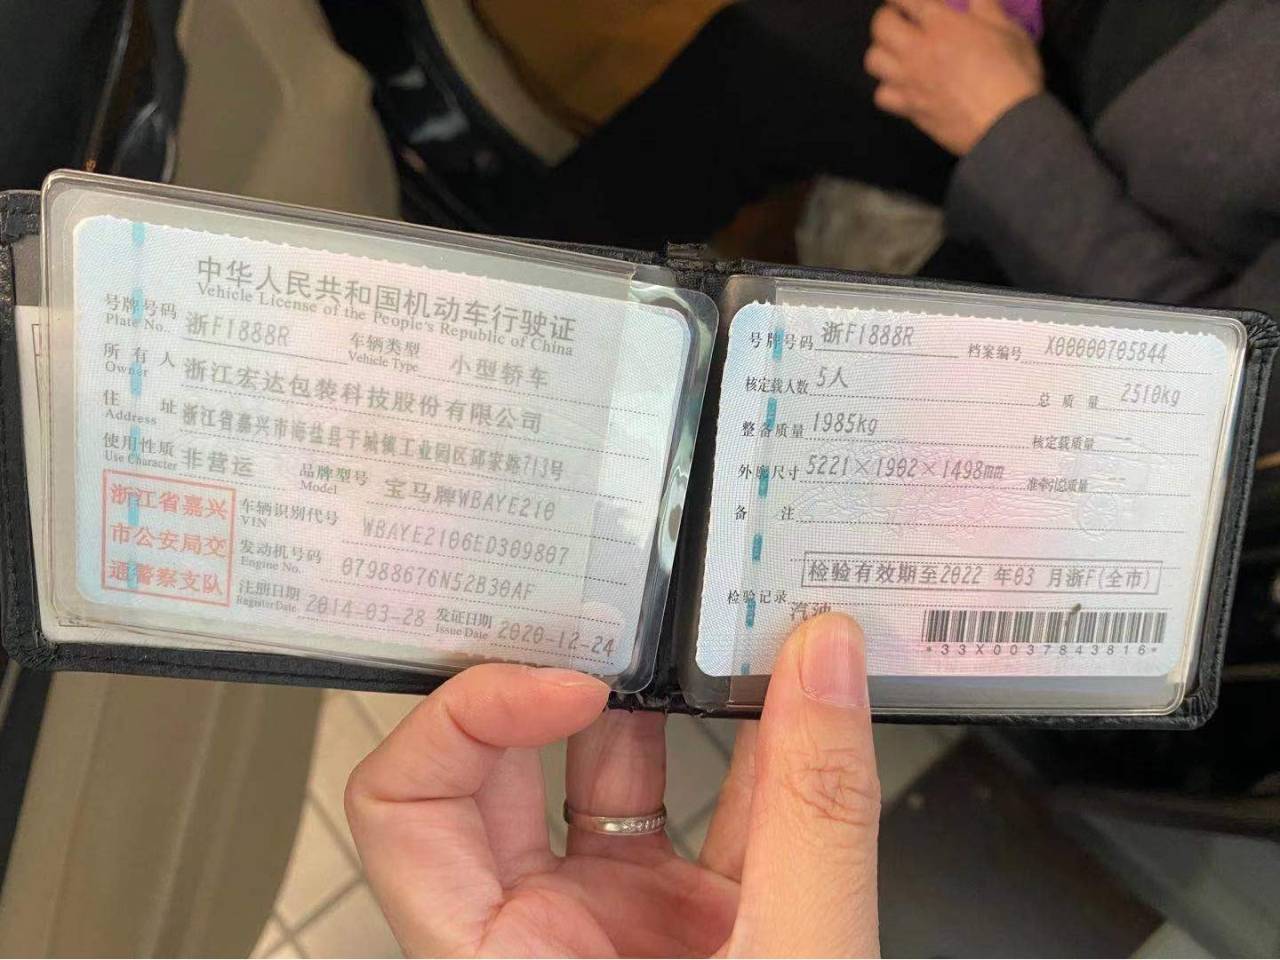 中华人民共和国机动车行驶证
Vehicle License of the People's Republic of China
号牌号码 浙F1888R 车辆类型 小型轿车
Plate No. Vehicle Type
所有人 浙江宏达包装科技股份有限公司
Owner
住址 浙江省嘉兴市海盐县于城镇工业园区邱家路713号
Address
使用性质 非营运 品牌型号 宝马牌WBAYE210
Use Character Model
浙江省嘉兴
市公安局交
通警察支队
车辆识别代号 WBAYE2106ED309807
VIN
发动机号码 07988676N52B30AF
Engine No.
注册日期 2014-03-28 发证日期 2020-12-24
Register Date Issue Date
号牌号码 浙F1888R 档案编号 X00000705844
核定载人数 5人 总质量 2510kg
整备质量 1985kg 核定载质量 --
外廓尺寸 5221×1902×1498mm 准牵引总质量 --
备注
检验有效期至2022 年03 月浙F(全市)
检验记录
汽油
*33X0037843816*